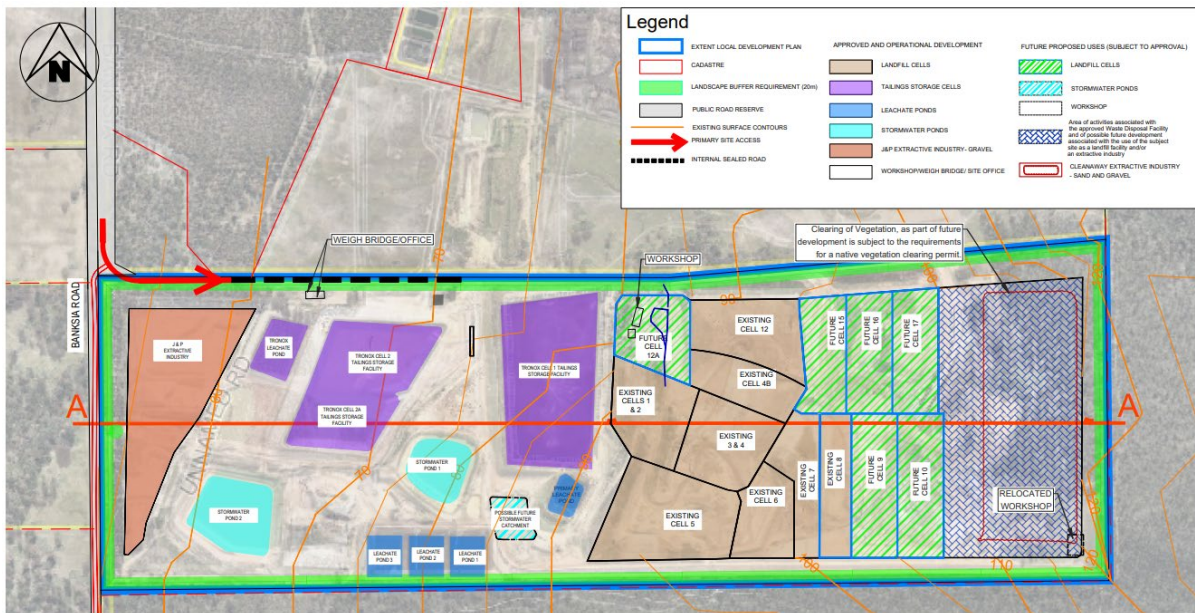 N
Legend
EXTENT LOCAL DEVELOPMENT PLAN
CADASTRE
LANDSCAPE BUFFER REQUIREMENT (20m)
PUBLIC ROAD RESERVE
EXISTING SURFACE CONTOURS
PRIMARY SITE ACCESS
INTERNAL SEALED ROAD
APPROVED AND OPERATIONAL DEVELOPMENT
LANDFILL CELLS
TAILINGS STORAGE CELLS
LEACHATE PONDS
STORMWATER PONDS
J&P EXTRACTIVE INDUSTRY- GRAVEL
WORKSHOP/WEIGH BRIDGE/ SITE OFFICE
FUTURE PROPOSED USES (SUBJECT TO APPROVAL)
LANDFILL CELLS
STORMWATER PONDS
WORKSHOP
Area of activities associated with
the approved Waste Disposal Facility
and of possible future development
associated with the use of the subject
site as a landfill facility and/or
an extractive industry
CLEANAWAY EXTRACTIVE INDUSTRY
- SAND AND GRAVEL
Clearing of Vegetation, as part of future
development is subject to the requirements
for a native vegetation clearing permit.
WEIGH BRIDGE/OFFICE
WORKSHOP
BANKSIA ROAD
J & P
EXTRACTIVE
INDUSTRY
TRONOX
LEACHATE
POND
TRONOX CELL 2
TAILINGS STORAGE
FACILITY
TRONOX CELL 2A
TAILINGS STORAGE
FACILITY
TRONOX CELL 1 TAILINGS
STORAGE FACILITY
FUTURE
CELL
12A
EXISTING
CELL 12
EXISTING
CELL 4B
EXISTING
CELLS 1
& 2
EXISTING
3 & 4
FUTURE
CELL 15
FUTURE
CELL 16
FUTURE
CELL 17
A
A
STORMWATER
POND 1
STORMWATER
POND 2
POSSIBLE FUTURE
STORMWATER
CATCHMENT
PRIMARY
LEACHATE
POND
LEACHATE
POND 3
LEACHATE
POND 2
LEACHATE
POND 1
EXISTING
CELL 5
EXISTING
CELL 6
EXISTING
CELL 7
EXISTING
CELL 8
FUTURE
CELL 9
FUTURE
CELL 10
RELOCATED
WORKSHOP
90
100
110